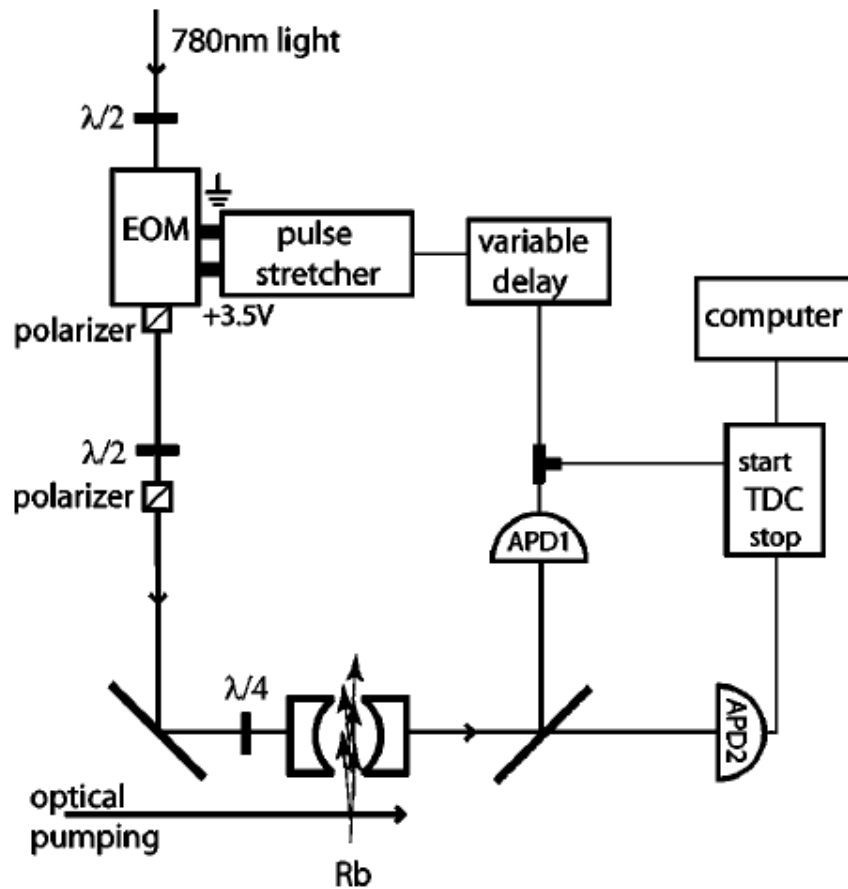 780nm light
λ/2
EOM
pulse
stretcher
variable
delay
+3.5V
polarizer
computer
λ/2
polarizer
start
TDC
stop
APD1
λ/4
APD2
optical
pumping
Rb